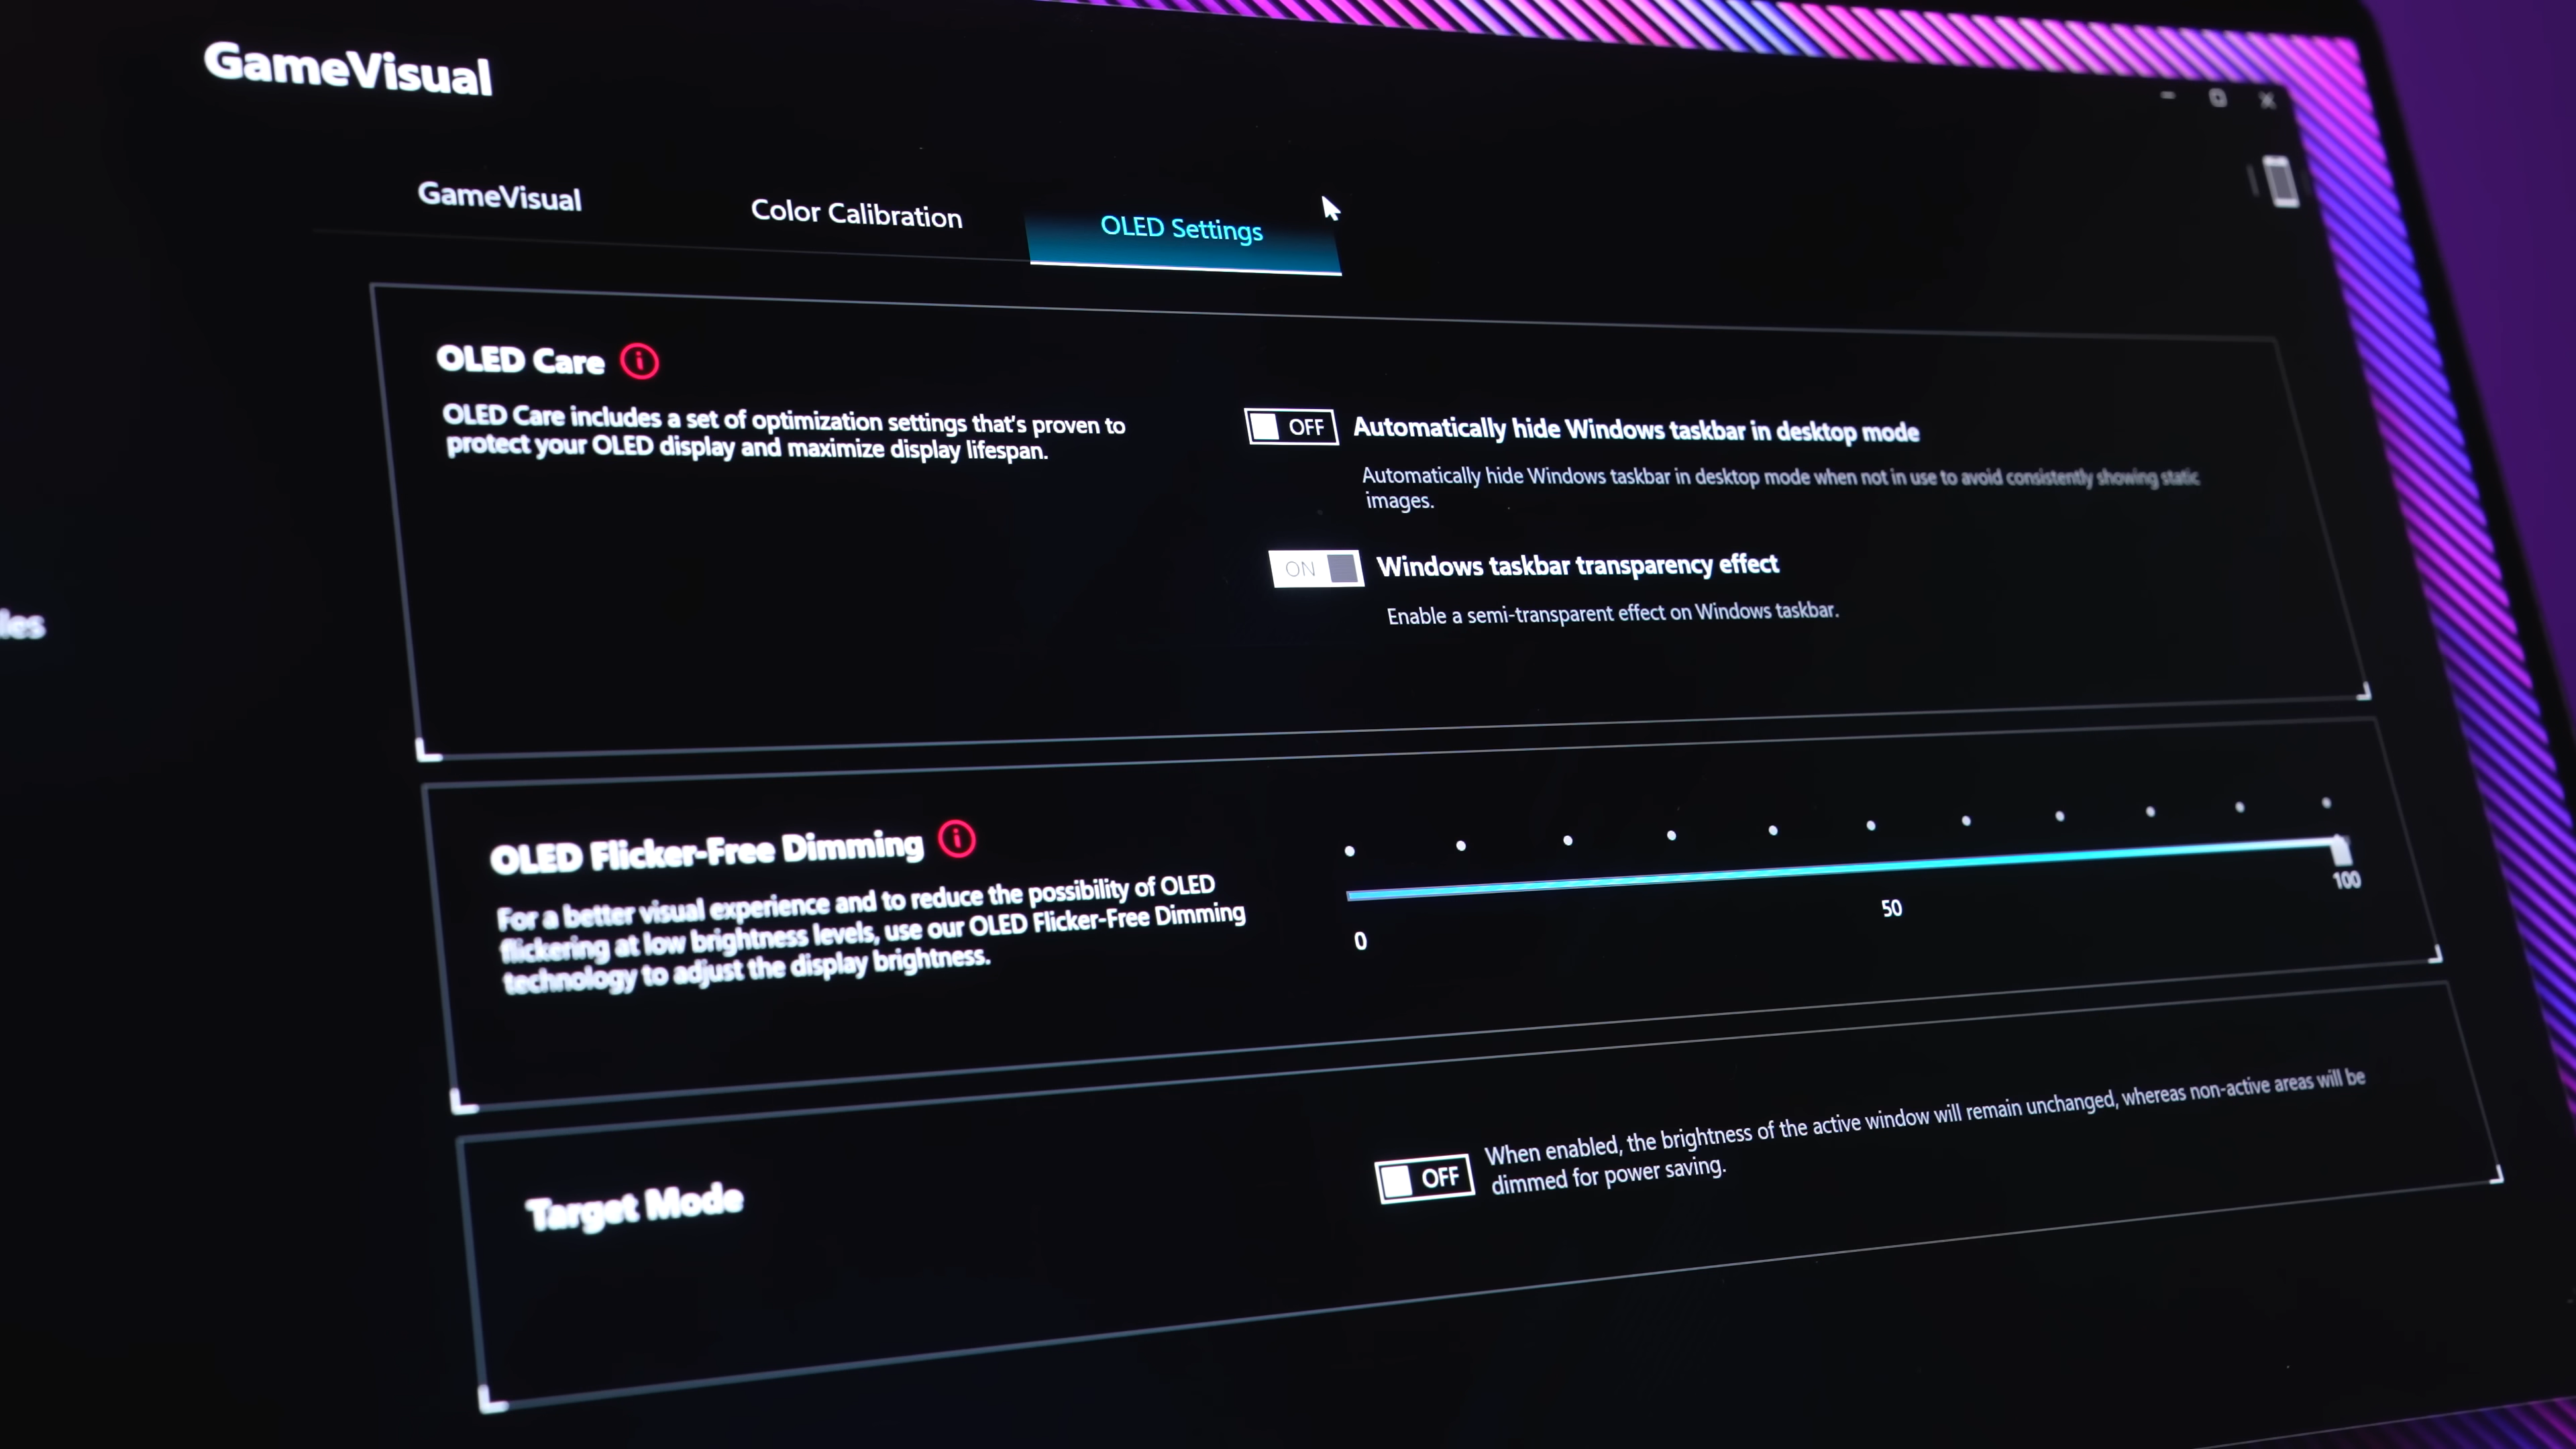 GameVisual
GameVisual
Color Calibration
OLED Settings
OLED Care
OLED Care includes a set of optimization settings that's proven to
protect your OLED display and maximize display lifespan.
OFF
Automatically hide Windows taskbar in desktop mode
Automatically hide Windows taskbar in desktop mode when not in use to avoid consistently showing static
images.
ON
Windows taskbar transparency effect
Enable a semi-transparent effect on Windows taskbar.
les
OLED Flicker-Free Dimming
For a better visual experience and to reduce the possibility of OLED
flickering at low brightness levels, use our OLED Flicker-Free Dimming
technology to adjust the display brightness.
0
50
100
Target Mode
OFF
When enabled, the brightness of the active window will remain unchanged, whereas non-active areas will be
dimmed for power saving.